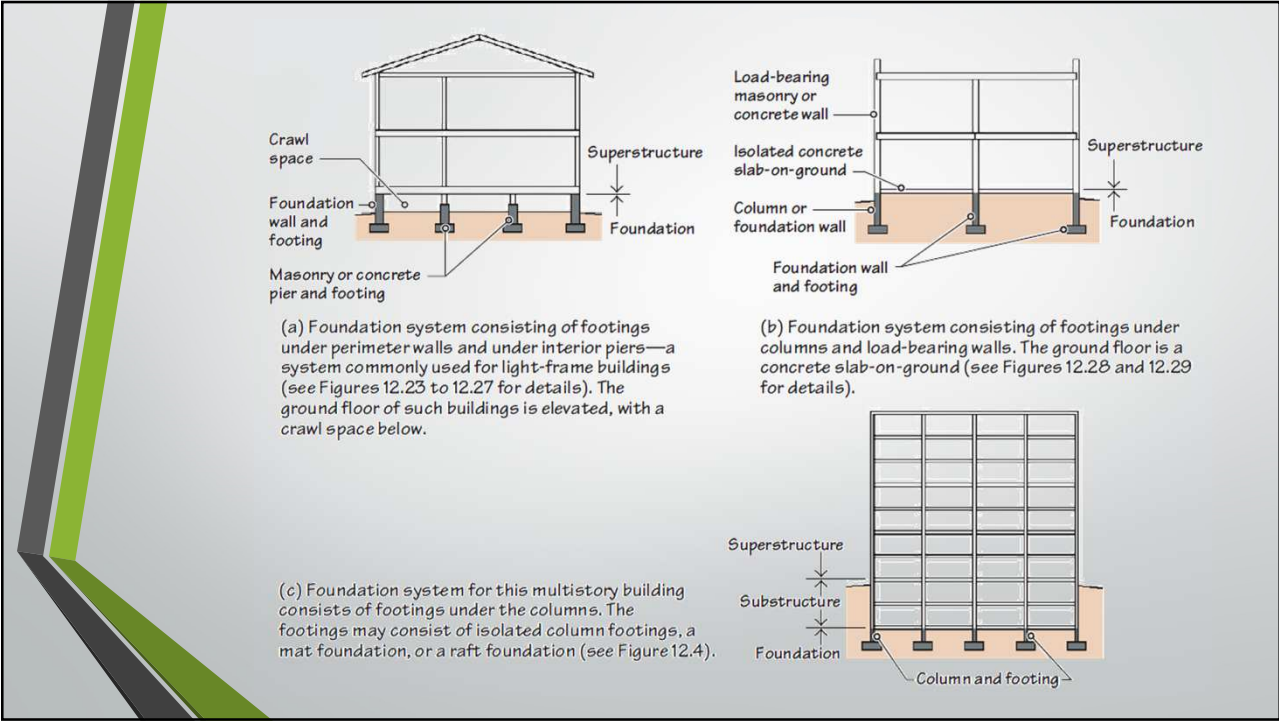 Crawl
space
Foundation
wall and
footing
Masonry or concrete
pier and footing
Superstructure
Foundation
(a) Foundation system consisting of footings
under perimeter walls and under interior piers—a
system commonly used for light-frame buildings
(see Figures 12.23 to 12.27 for details). The
ground floor of such buildings is elevated, with a
crawl space below.
Load-bearing
masonry or
concrete wall
Isolated concrete
slab-on-ground
Column or
foundation wall
Foundation wall
and footing
Superstructure
Foundation
(b) Foundation system consisting of footings under
columns and load-bearing walls. The ground floor is a
concrete slab-on-ground (see Figures 12.28 and 12.29
for details).
(c) Foundation system for this multistory building
consists of footings under the columns. The
footings may consist of isolated column footings, a
mat foundation, or a raft foundation (see Figure 12.4).
Superstructure
Substructure
Foundation
Column and footing